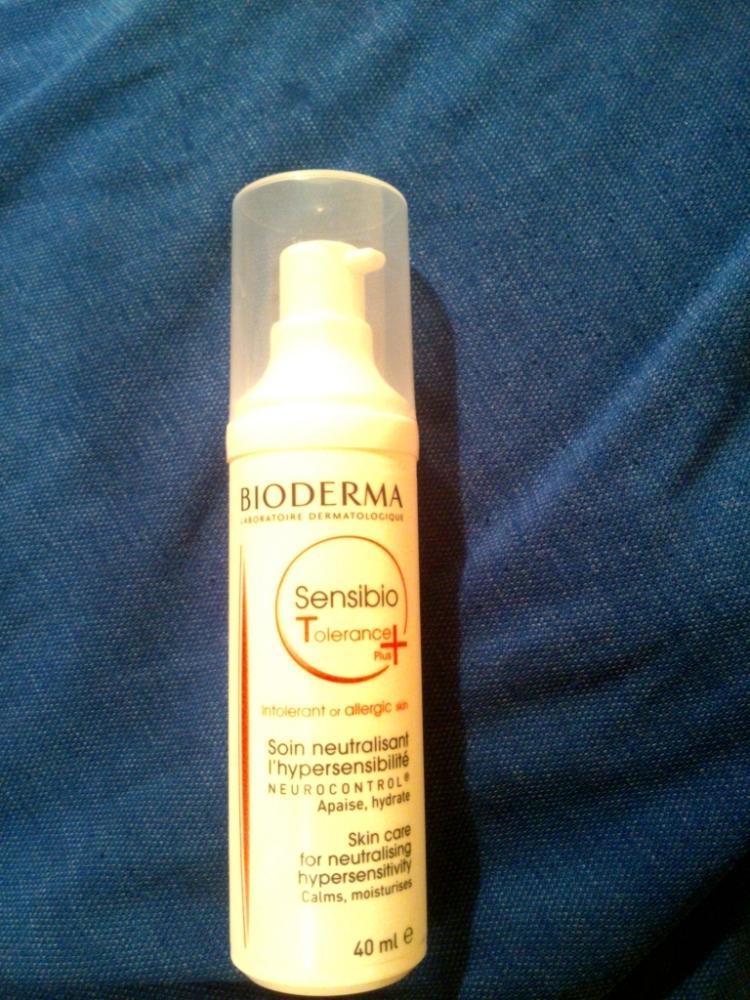 BIODERMA
LABORATOIRE DERMATOLOGIQUE
Sensibio
Tolerance+
Plus
Intolerant or allergic skin
Soin neutralisant
l'hypersensibilité
NEUROCONTROL®
Apaise, hydrate
Skin care
for neutralising
hypersensitivity
Calms, moisturises
40 ml e